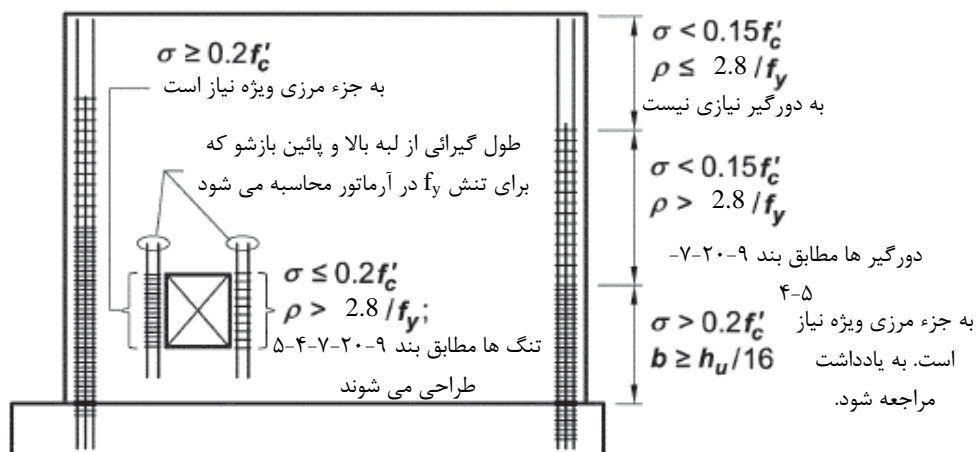 σ ≥ 0.2f′c
به جزء مرزی ویژه نیاز است
طول گیرائی از لبه بالا و پائین بازشو که
برای تنش fy در آرماتور محاسبه می شود
σ ≤ 0.2f′c
ρ > 2.8/fy;
تنگ ها مطابق بند ۹-۲۰-۷-۴-۵
طراحی می شوند
σ < 0.15f′c
ρ ≤ 2.8/fy
به دورگیر نیازی نیست
σ < 0.15f′c
ρ > 2.8/fy
دورگیر ها مطابق بند ۹-۲۰-۷-
۴-۵
σ > 0.2f′c
b ≥ hu/16
به جزء مرزی ویژه نیاز
است. به یادداشت
مراجعه شود.